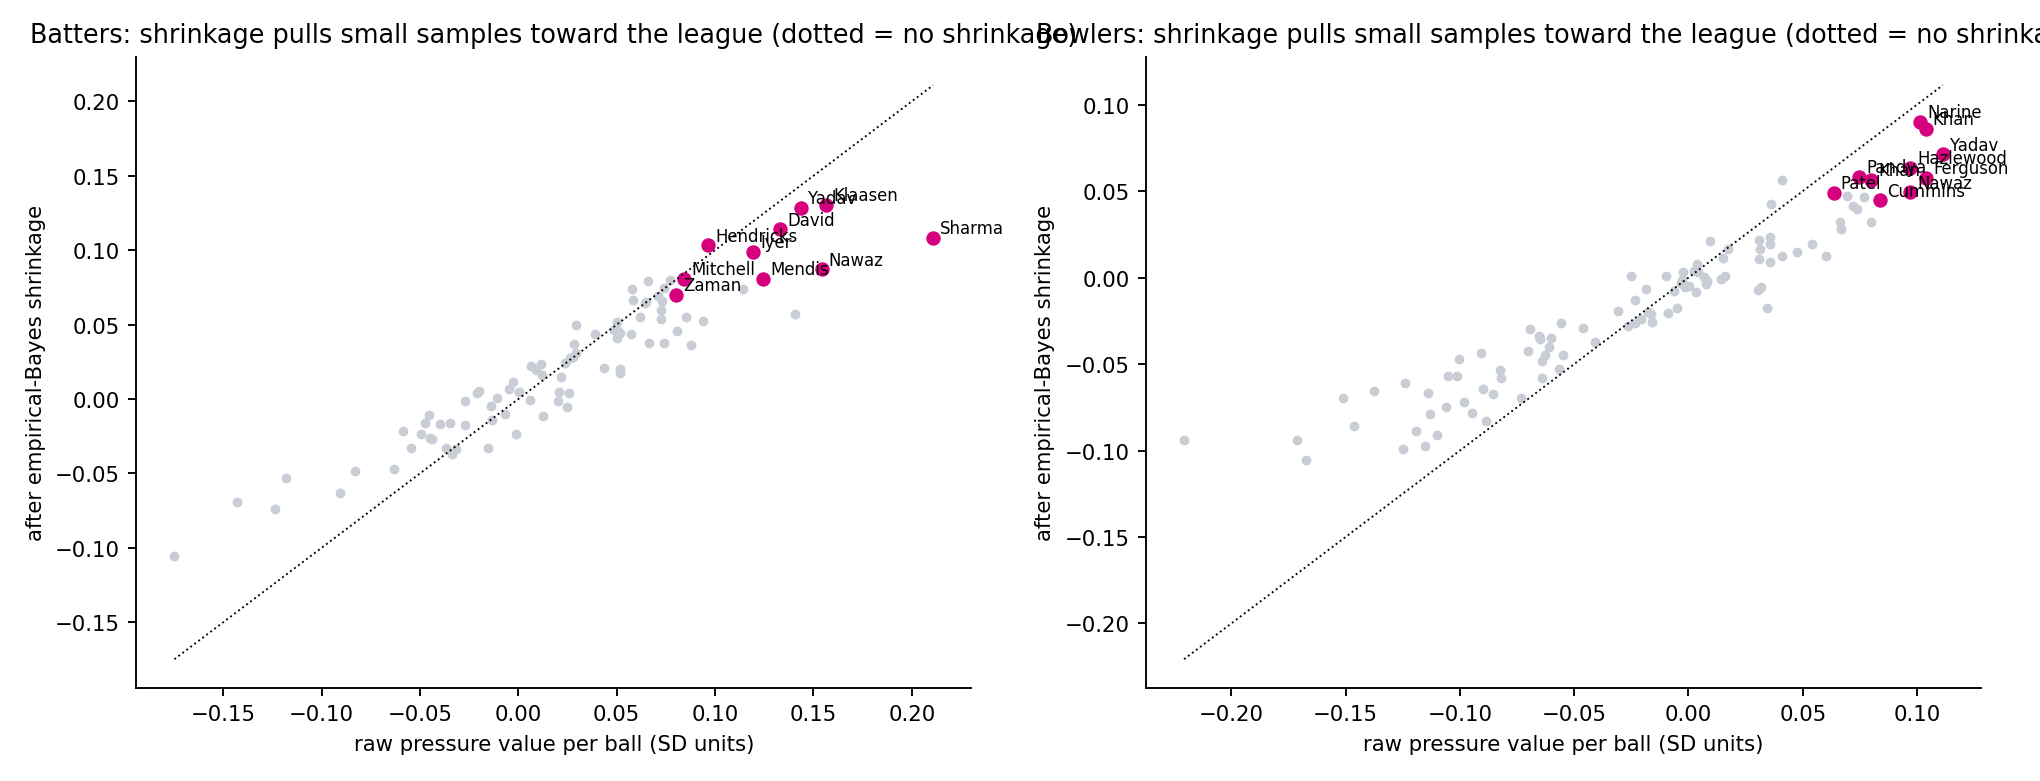 Batters: shrinkage pulls small samples toward the league (dotted = no shrinkage)
0.20
0.15
0.10
0.05
0.00
−0.05
−0.10
−0.15
after empirical-Bayes shrinkage
Klaasen
Yadav
David
Sharma
Hendricks
Iyer
Nawaz
Mitchell
Mendis
Zaman
−0.15
−0.10
−0.05
0.00
0.05
0.10
0.15
0.20
raw pressure value per ball (SD units)
Bowlers: shrinkage pulls small samples toward the league (dotted = no shrinka
0.10
0.05
0.00
−0.05
−0.10
−0.15
−0.20
after empirical-Bayes shrinkage
Narine
Khan
Yadav
Hazlewood
Pandya
Khan
Ferguson
Patel
Nawaz
Cummins
−0.20
−0.15
−0.10
−0.05
0.00
0.05
0.10
raw pressure value per ball (SD units)